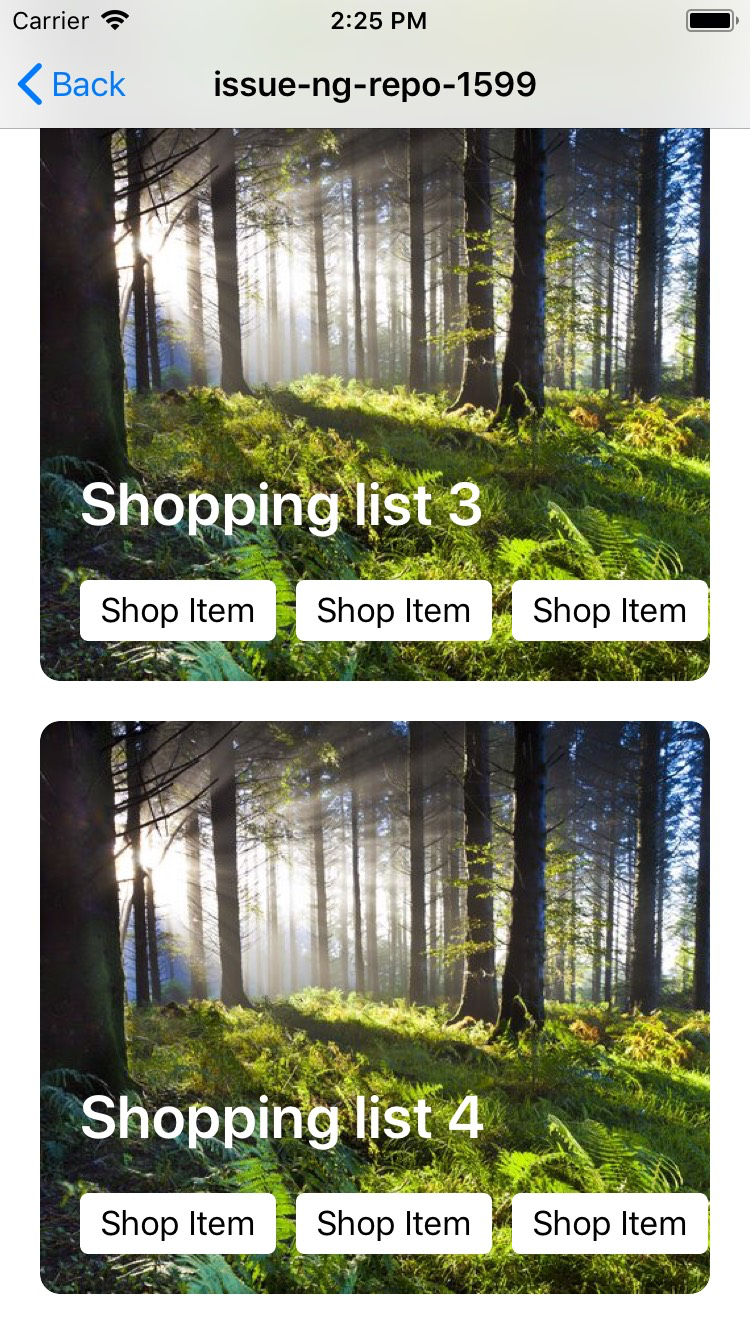 Carrier 2:25 PM
Back issue-ng-repo-1599
Shopping list 3
Shop Item Shop Item Shop Item
Shopping list 4
Shop Item Shop Item Shop Item